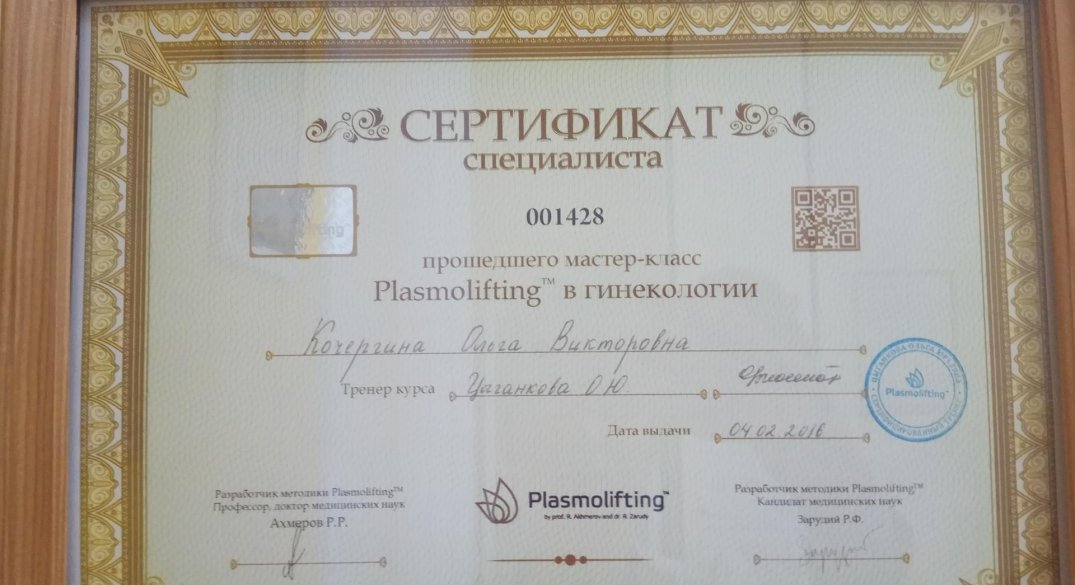 СЕРТИФИКАТ
специалиста
001428
прошедшего мастер-класс
Plasmolifting™ в гинекологии
Кочергина Ольга Викторовна
Тренер курса Цыганкова О.Ю.
Plasmolifting™
Дата выдачи 04.02.2016
Разработчик методики Plasmolifting™
Профессор, доктор медицинских наук
Ахмеров Р.Р.
Plasmolifting™
by prof. R. Akhmerov and dr. R. Zarudy
Разработчик методики Plasmolifting™
Кандидат медицинских наук
Зарудий Р.Ф.